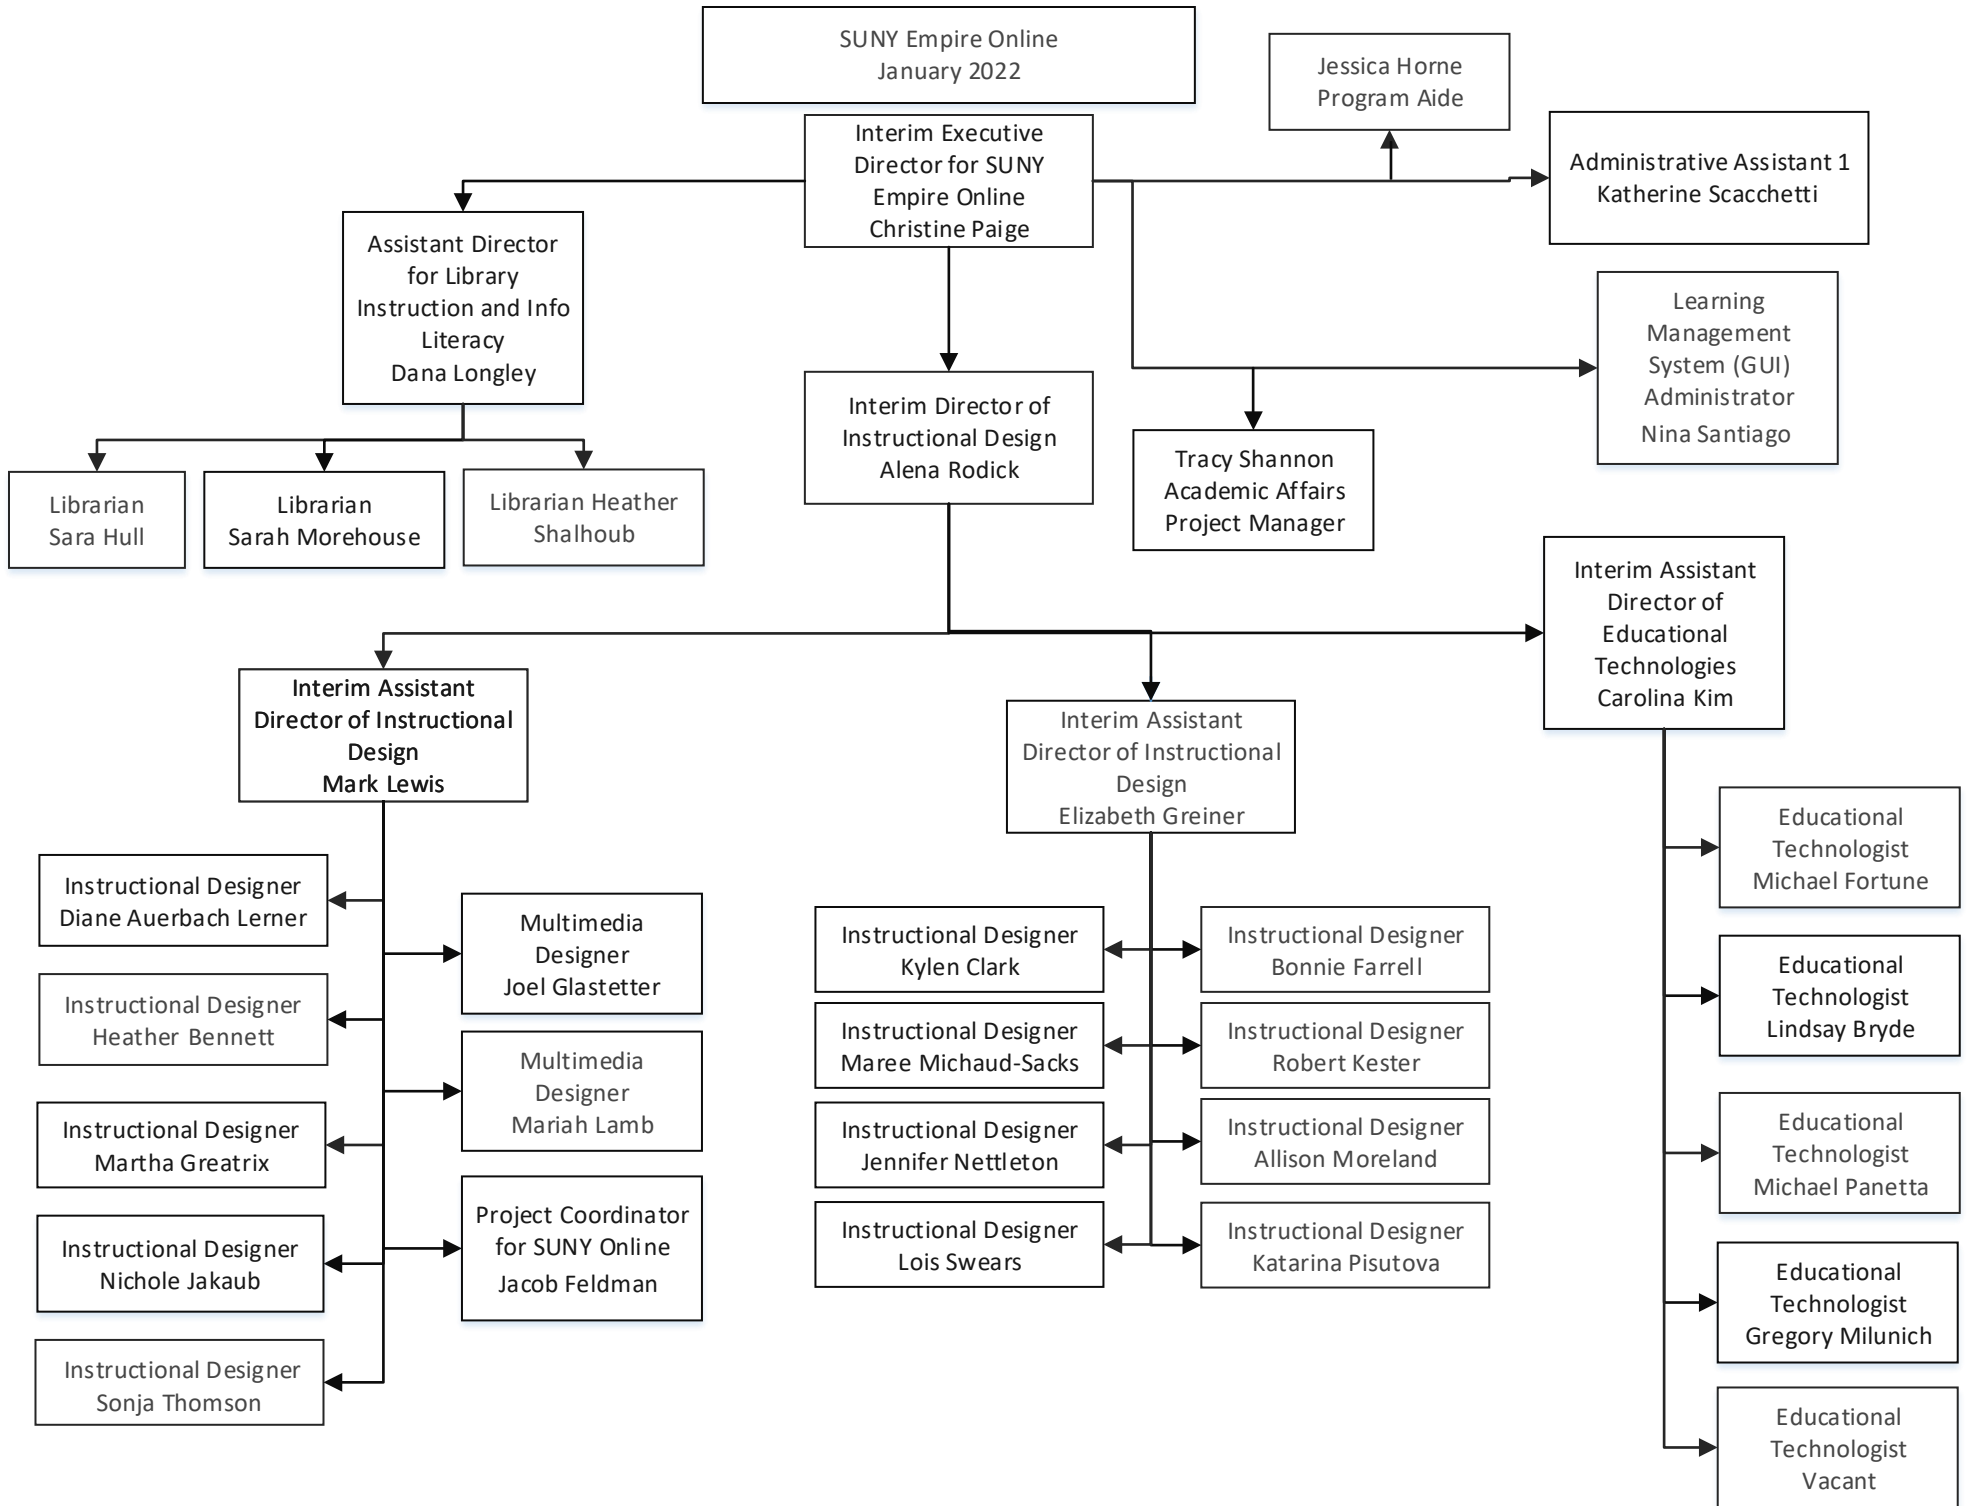 SUNY Empire Online
January 2022
Jessica Horne
Program Aide
Interim Executive
Director for SUNY
Empire Online
Christine Paige
Administrative Assistant 1
Katherine Scacchetti
Assistant Director
for Library
Instruction and Info
Literacy
Dana Longley
Learning
Management
System (GUI)
Administrator
Nina Santiago
Interim Director of
Instructional Design
Alena Rodick
Tracy Shannon
Academic Affairs
Project Manager
Librarian
Sara Hull
Librarian
Sarah Morehouse
Librarian Heather
Shalhoub
Interim Assistant
Director of
Educational
Technologies
Carolina Kim
Interim Assistant
Director of Instructional
Design
Mark Lewis
Interim Assistant
Director of Instructional
Design
Elizabeth Greiner
Instructional Designer
Diane Auerbach Lerner
Instructional Designer
Heather Bennett
Instructional Designer
Martha Greatrix
Instructional Designer
Nichole Jakaub
Instructional Designer
Sonja Thomson
Multimedia
Designer
Joel Glastetter
Multimedia
Designer
Mariah Lamb
Project Coordinator
for SUNY Online
Jacob Feldman
Instructional Designer
Kylen Clark
Instructional Designer
Maree Michaud-Sacks
Instructional Designer
Jennifer Nettleton
Instructional Designer
Lois Swears
Instructional Designer
Bonnie Farrell
Instructional Designer
Robert Kester
Instructional Designer
Allison Moreland
Instructional Designer
Katarina Pisutova
Educational
Technologist
Michael Fortune
Educational
Technologist
Lindsay Bryde
Educational
Technologist
Michael Panetta
Educational
Technologist
Gregory Milunich
Educational
Technologist
Vacant